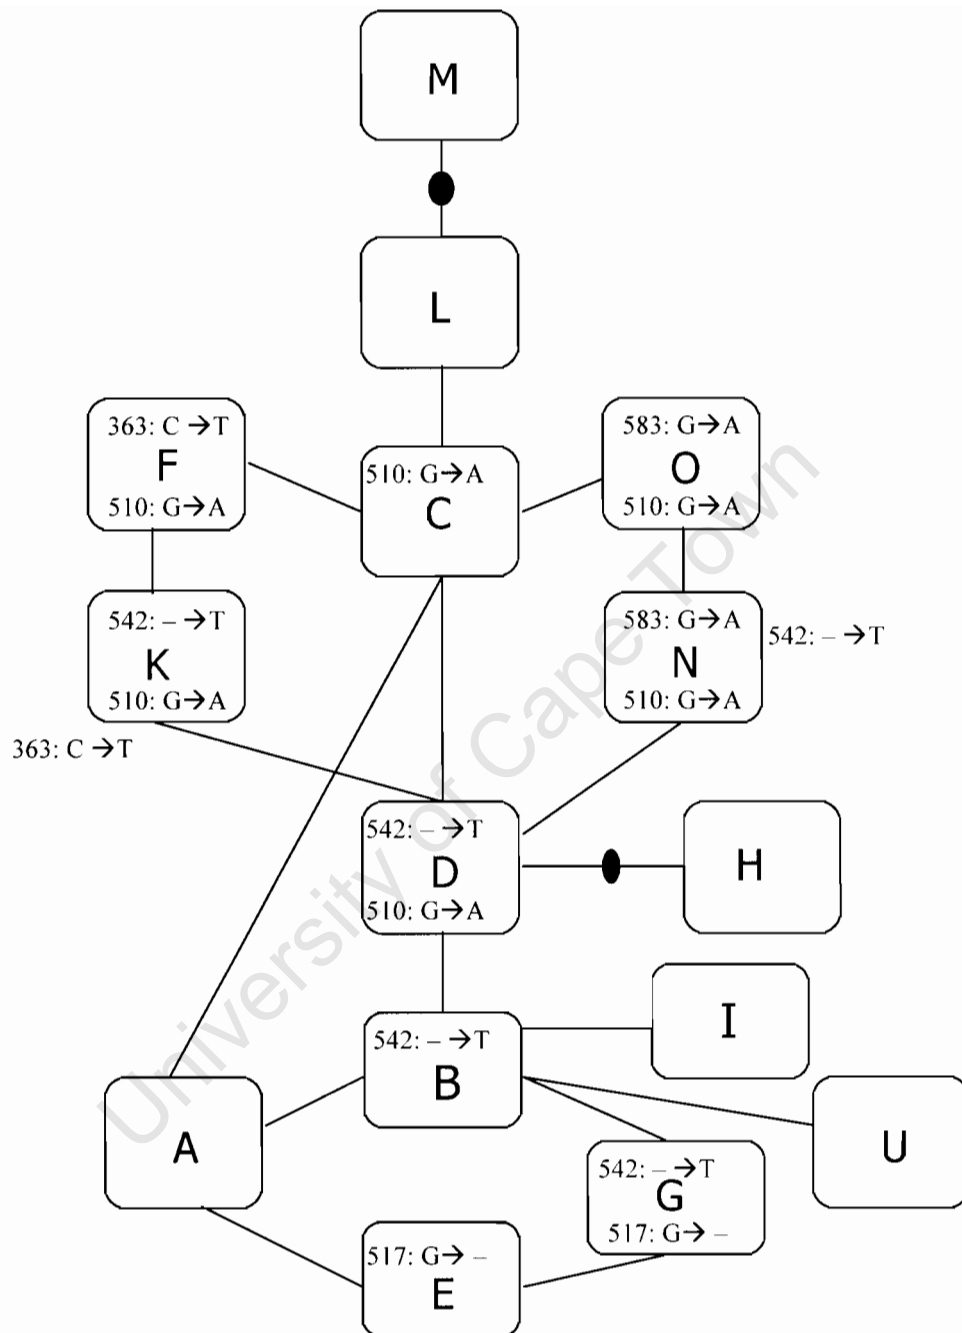 M
L
363: C →T
F
510: G→A
510: G→A
C
583: G→A
O
510: G→A
542: – →T
K
510: G→A
363: C →T
583: G→A
N
510: G→A
542: – →T
542: – →T
D
510: G→A
H
I
542: – →T
B
A
U
542: – →T
G
517: G→ –
517: G→ –
E
University of Cape Town